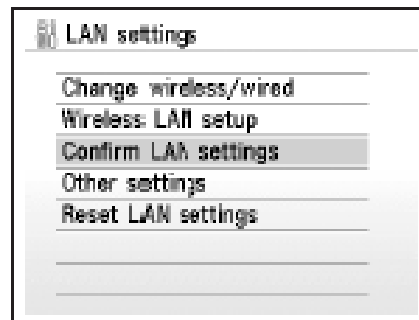 LAN settings
Change wireless/wired
Wireless LAN setup
Confirm LAN settings
Other settings
Reset LAN settings